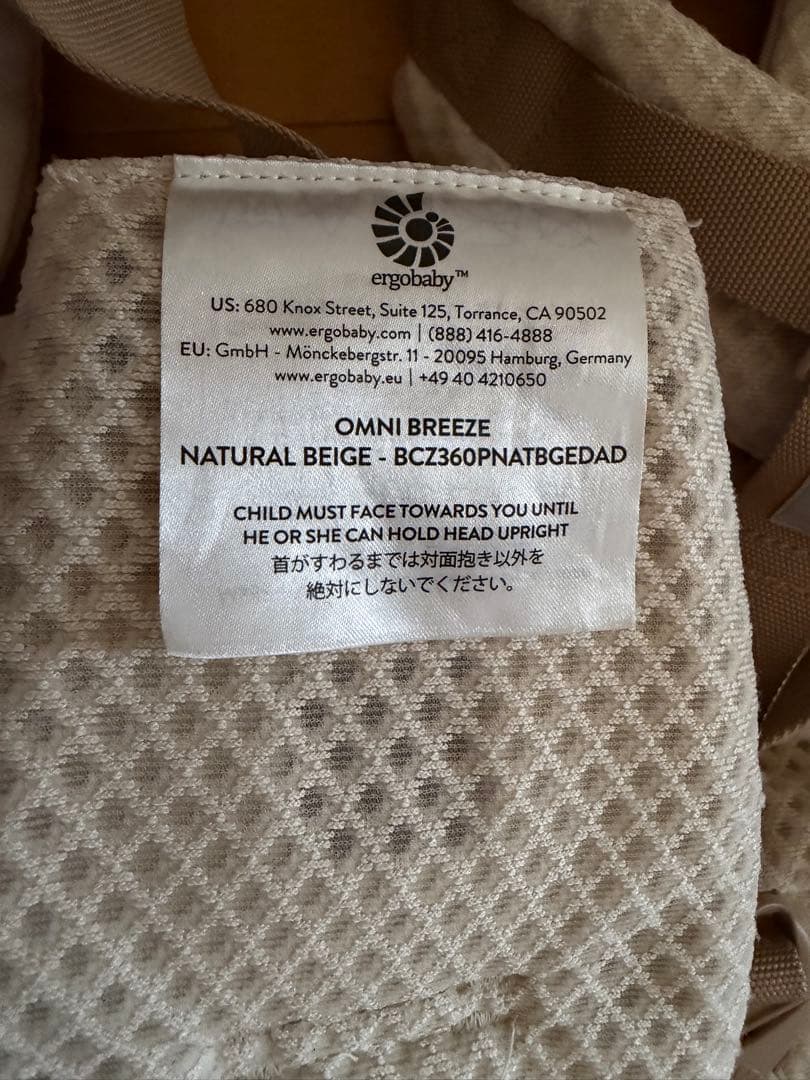 ergobaby™
US: 680 Knox Street, Suite 125, Torrance, CA 90502
www.ergobaby.com | (888) 416-4888
EU: GmbH - Mönckebergstr. 11 - 20095 Hamburg, Germany
www.ergobaby.eu | +49 40 4210650
OMNI BREEZE
NATURAL BEIGE - BCZ360PNATBGEDAD
CHILD MUST FACE TOWARDS YOU UNTIL
HE OR SHE CAN HOLD HEAD UPRIGHT
首がすわるまでは対面抱き以外を
絶対にしないでください。